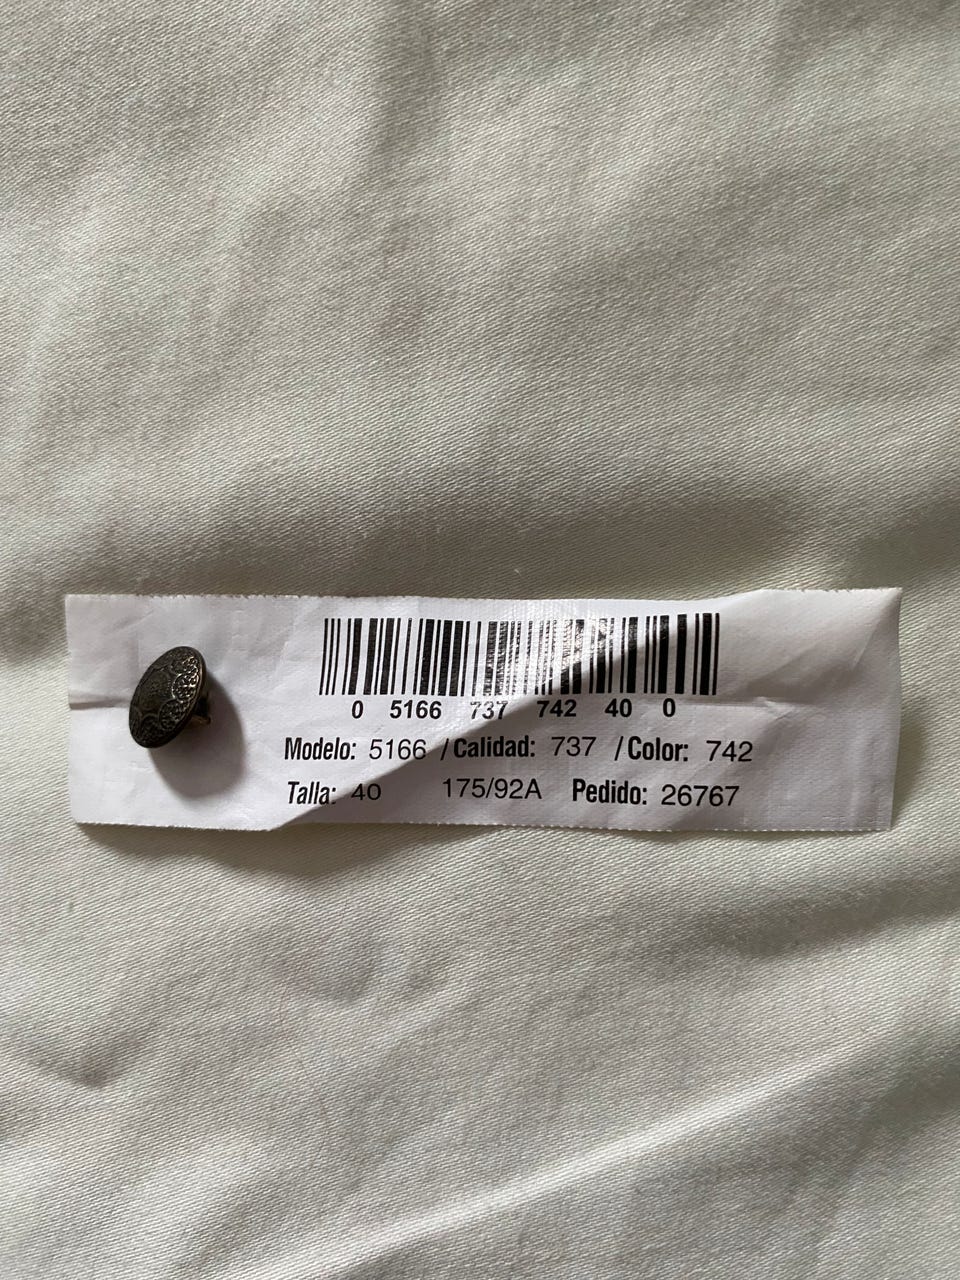 0 5166 737 742 40 0
Modelo: 5166 /Calidad: 737 /Color: 742
Talla: 40 175/92A Pedido: 26767